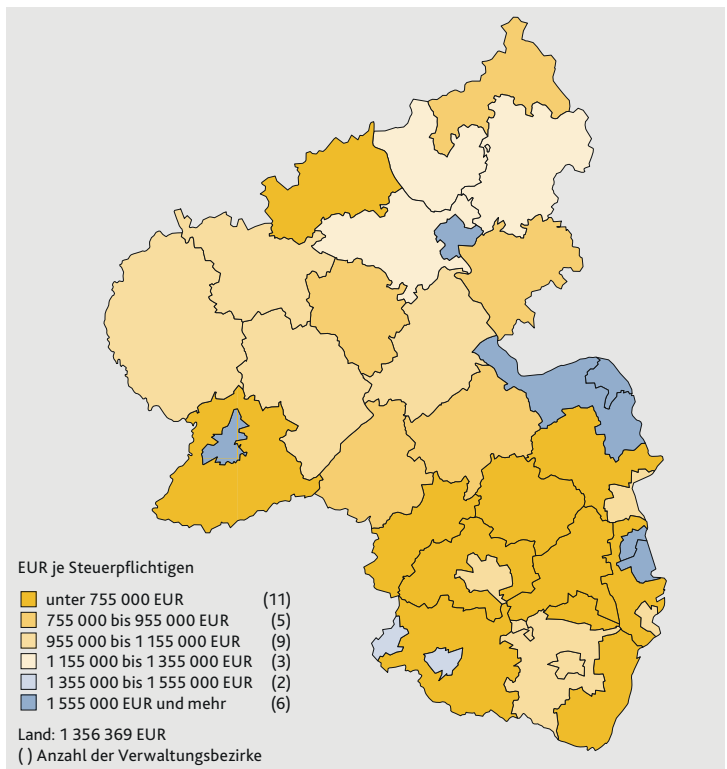 EUR je Steuerpflichtigen
unter 755 000 EUR (11)
755 000 bis 955 000 EUR (5)
955 000 bis 1 155 000 EUR (9)
1 155 000 bis 1 355 000 EUR (3)
1 355 000 bis 1 555 000 EUR (2)
1 555 000 EUR und mehr (6)
Land: 1 356 369 EUR
( ) Anzahl der Verwaltungsbezirke